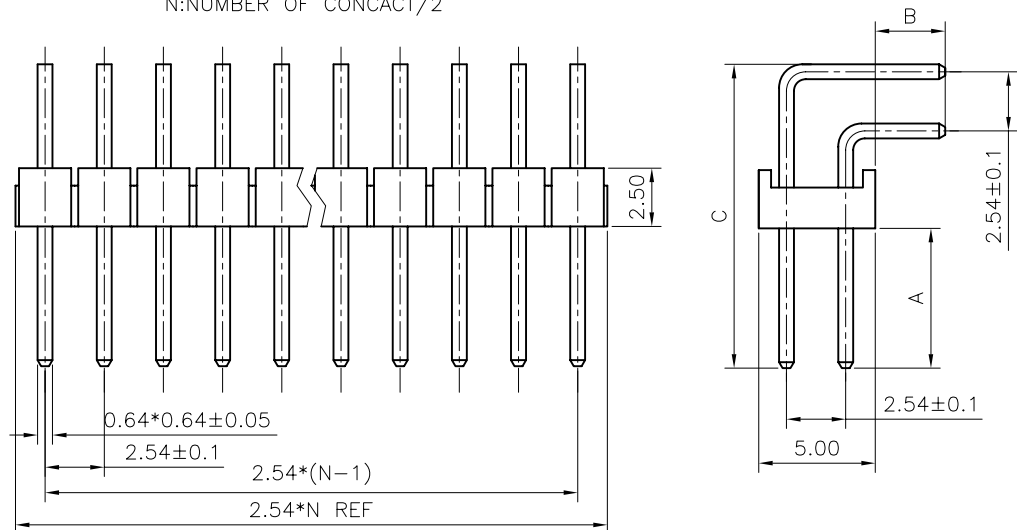 N:NUMBER OF CONCACT/2
B
2.50
C
2.54±0.1
A
0.64*0.64±0.05
2.54±0.1
2.54±0.1
2.54*(N-1)
5.00
2.54*N REF